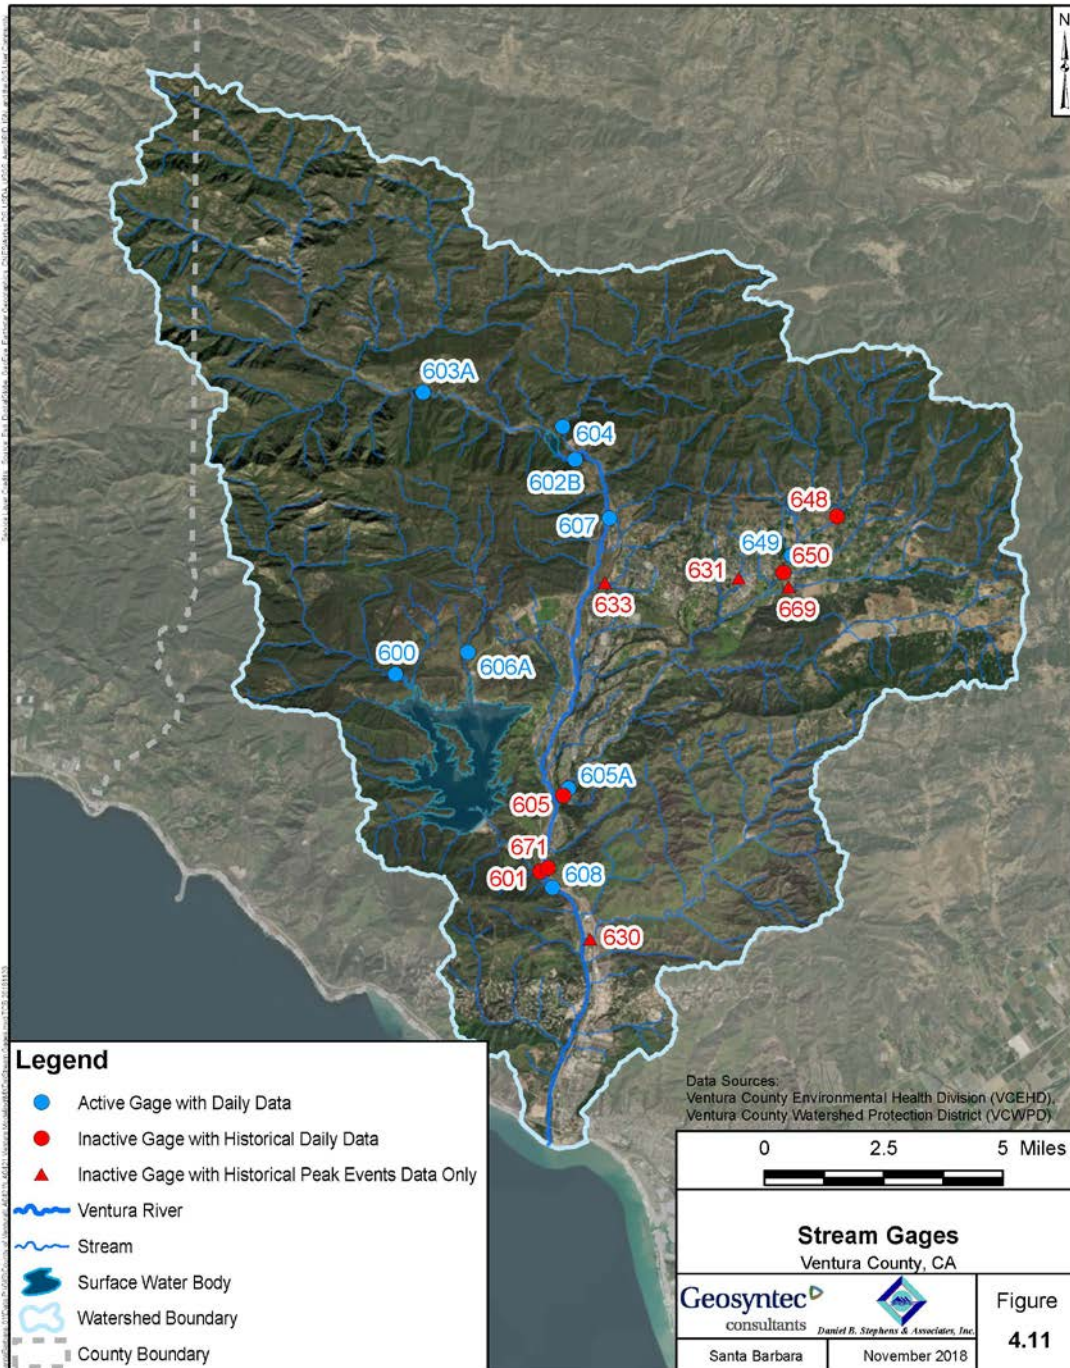 N
603A
604
602B
607
648
649
650
631
669
633
600
606A
605A
605
671
601
608
630
Legend
Active Gage with Daily Data
Inactive Gage with Historical Daily Data
Inactive Gage with Historical Peak Events Data Only
Ventura River
Stream
Surface Water Body
Watershed Boundary
County Boundary
Data Sources:
Ventura County Environmental Health Division (VCEHD),
Ventura County Watershed Protection District (VCWPD)
0 2.5 5 Miles
Stream Gages
Ventura County, CA
Geosyntec
consultants
Daniel B. Stephens & Associates, Inc.
Figure
4.11
Santa Barbara
November 2018